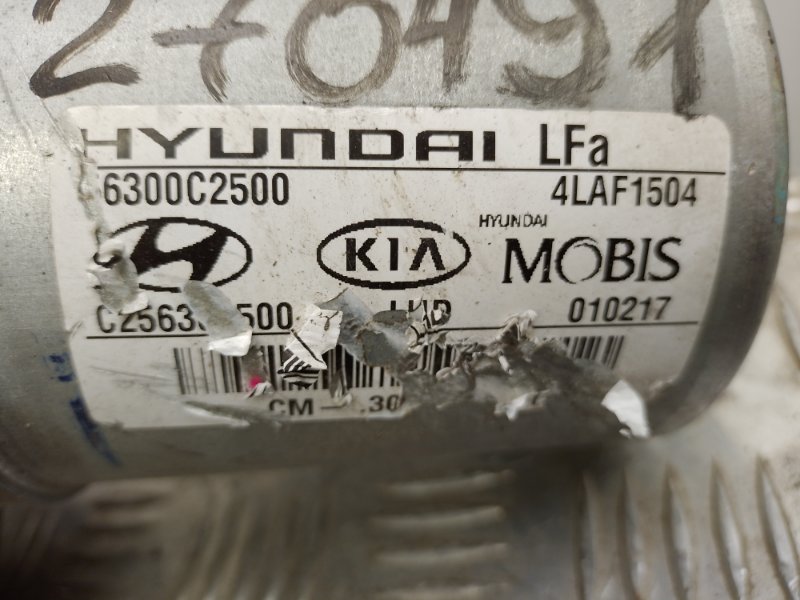 270491
HYUNDAI LFa
6300C2500 4LAF1504
KIA HYUNDAI MOBIS
010217
CM-